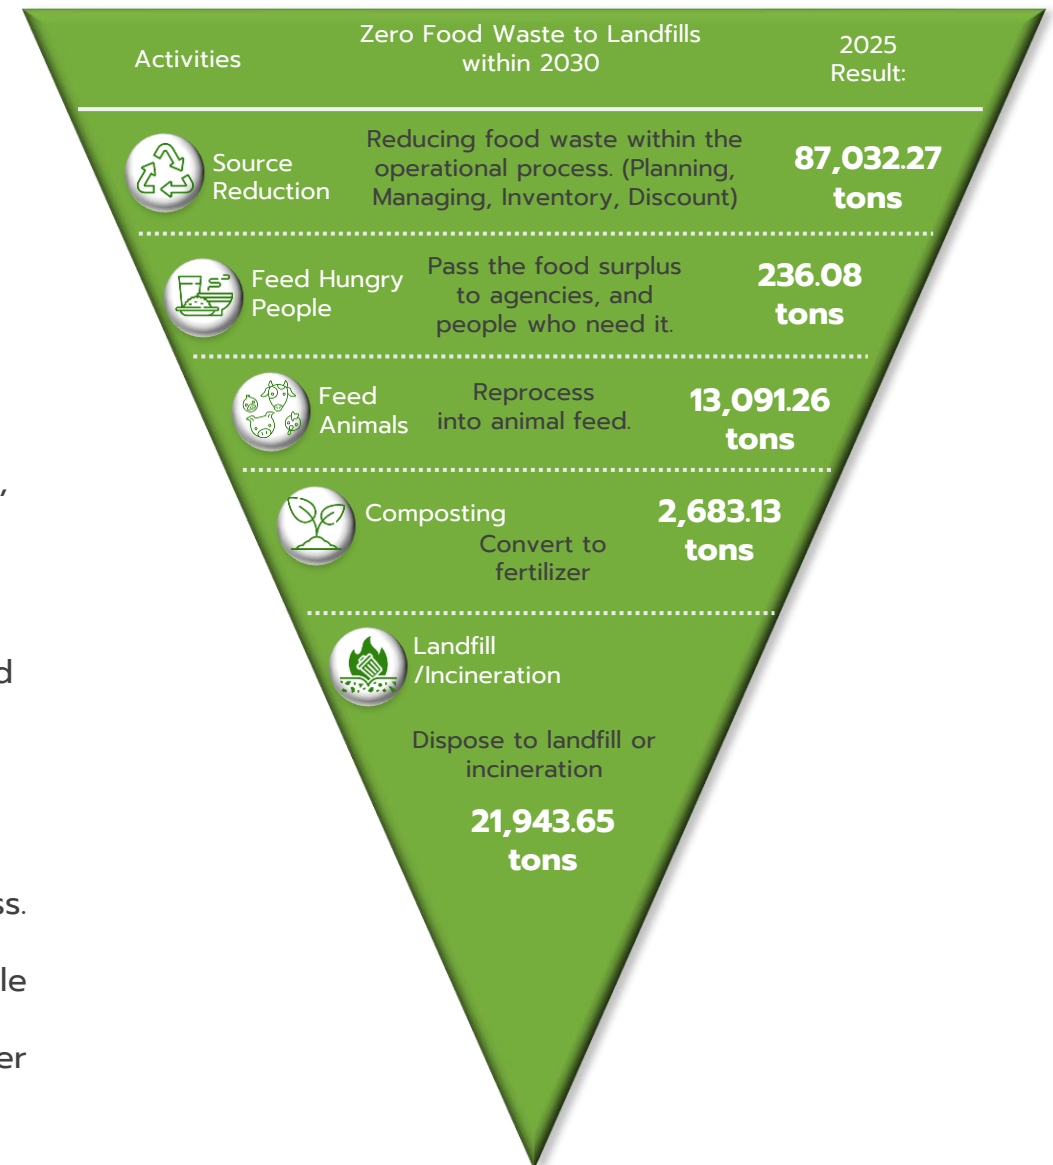 Activities
Zero Food Waste to Landfills
within 2030
2025
Result:
Source
Reduction
Reducing food waste within the
operational process. (Planning,
Managing, Inventory, Discount)
87,032.27
tons
Feed Hungry
People
Pass the food surplus
to agencies, and
people who need it.
236.08
tons
Feed
Animals
Reprocess
into animal feed.
13,091.26
tons
,
Composting
Convert to
fertilizer
2,683.13
tons
d
Landfill
/Incineration
Dispose to landfill or
incineration
21,943.65
tons
ss.
le
er